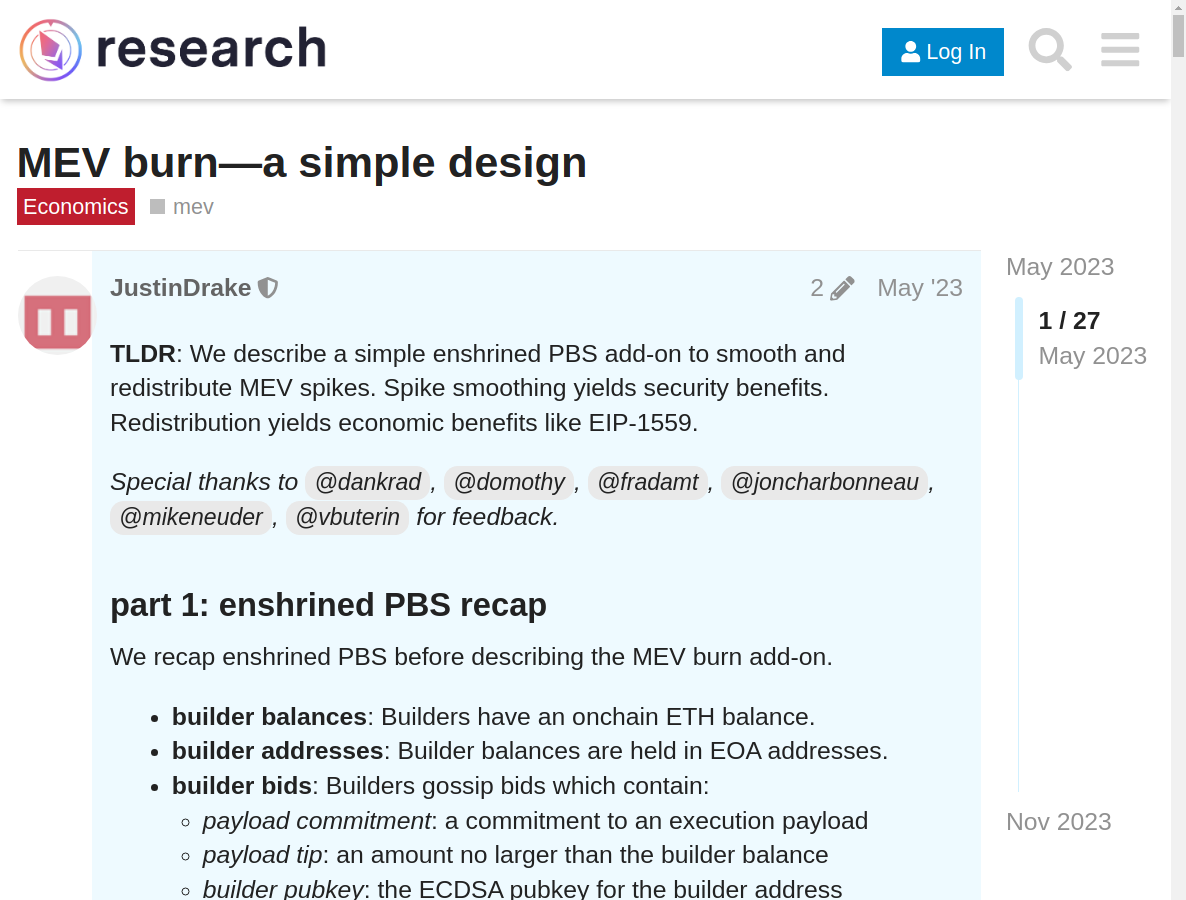 research
Log In
MEV burn—a simple design
Economics mev
JustinDrake 2 May '23
TLDR: We describe a simple enshrined PBS add-on to smooth and
redistribute MEV spikes. Spike smoothing yields security benefits.
Redistribution yields economic benefits like EIP-1559.
Special thanks to @dankrad, @domothy, @fradamt, @joncharbonneau,
@mikeneuder, @vbuterin for feedback.
part 1: enshrined PBS recap
We recap enshrined PBS before describing the MEV burn add-on.
• builder balances: Builders have an onchain ETH balance.
• builder addresses: Builder balances are held in EOA addresses.
• builder bids: Builders gossip bids which contain:
◦ payload commitment: a commitment to an execution payload
◦ payload tip: an amount no larger than the builder balance
◦ builder pubkey: the ECDSA pubkey for the builder address
May 2023
1 / 27
May 2023
Nov 2023